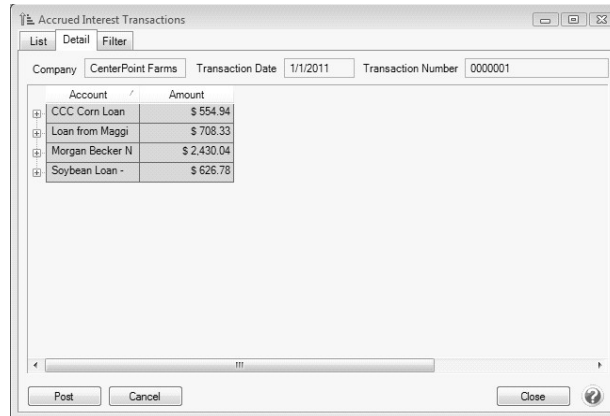 Accrued Interest Transactions
List Detail Filter
Company CenterPoint Farms Transaction Date 1/1/2011 Transaction Number 0000001
Account Amount
CCC Corn Loan $ 554.94
Loan from Maggi $ 708.33
Morgan Becker N $ 2,430.04
Soybean Loan - $ 626.78
Post Cancel Close ?